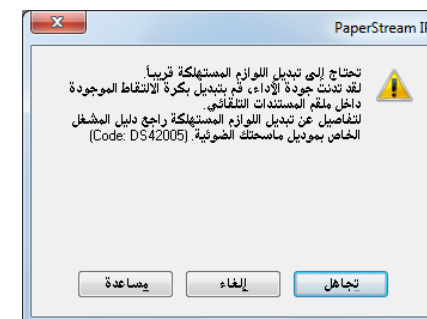 PaperStream IP
تحتاج إلى تبديل اللوازم المستهلكة قريباً.
لقد تدنت جودة الأداء، قم بتبديل بكرة الالتقاط الموجودة
داخل ملقم المستندات التلقائي.
لتفاصيل عن تبديل اللوازم المستهلكة راجع دليل المشغل
الخاص بموديل ماسحتك الضوئية. (Code: DS42005)
تجاهل
إلغاء
مساعدة